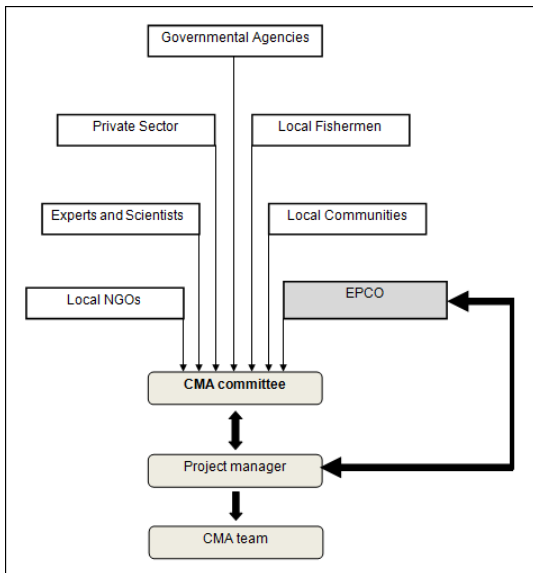 Governmental Agencies
Private Sector
Local Fishermen
Experts and Scientists
Local Communities
Local NGOs
EPCO
CMA committee
Project manager
CMA team